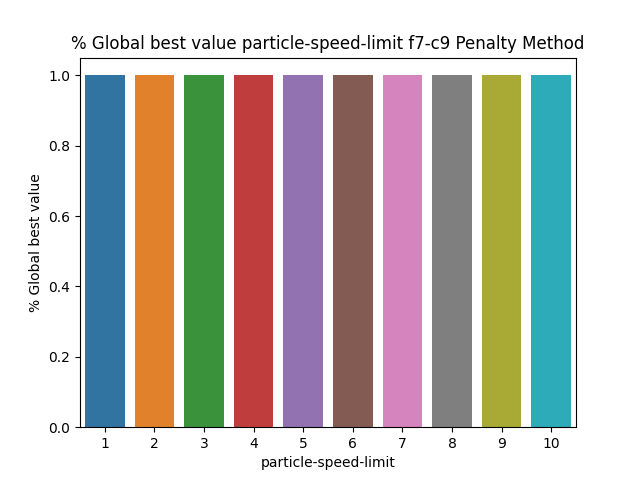 % Global best value particle-speed-limit f7-c9 Penalty Method
% Global best value
1.0
0.8
0.6
0.4
0.2
0.0
1 2 3 4 5 6 7 8 9 10
particle-speed-limit